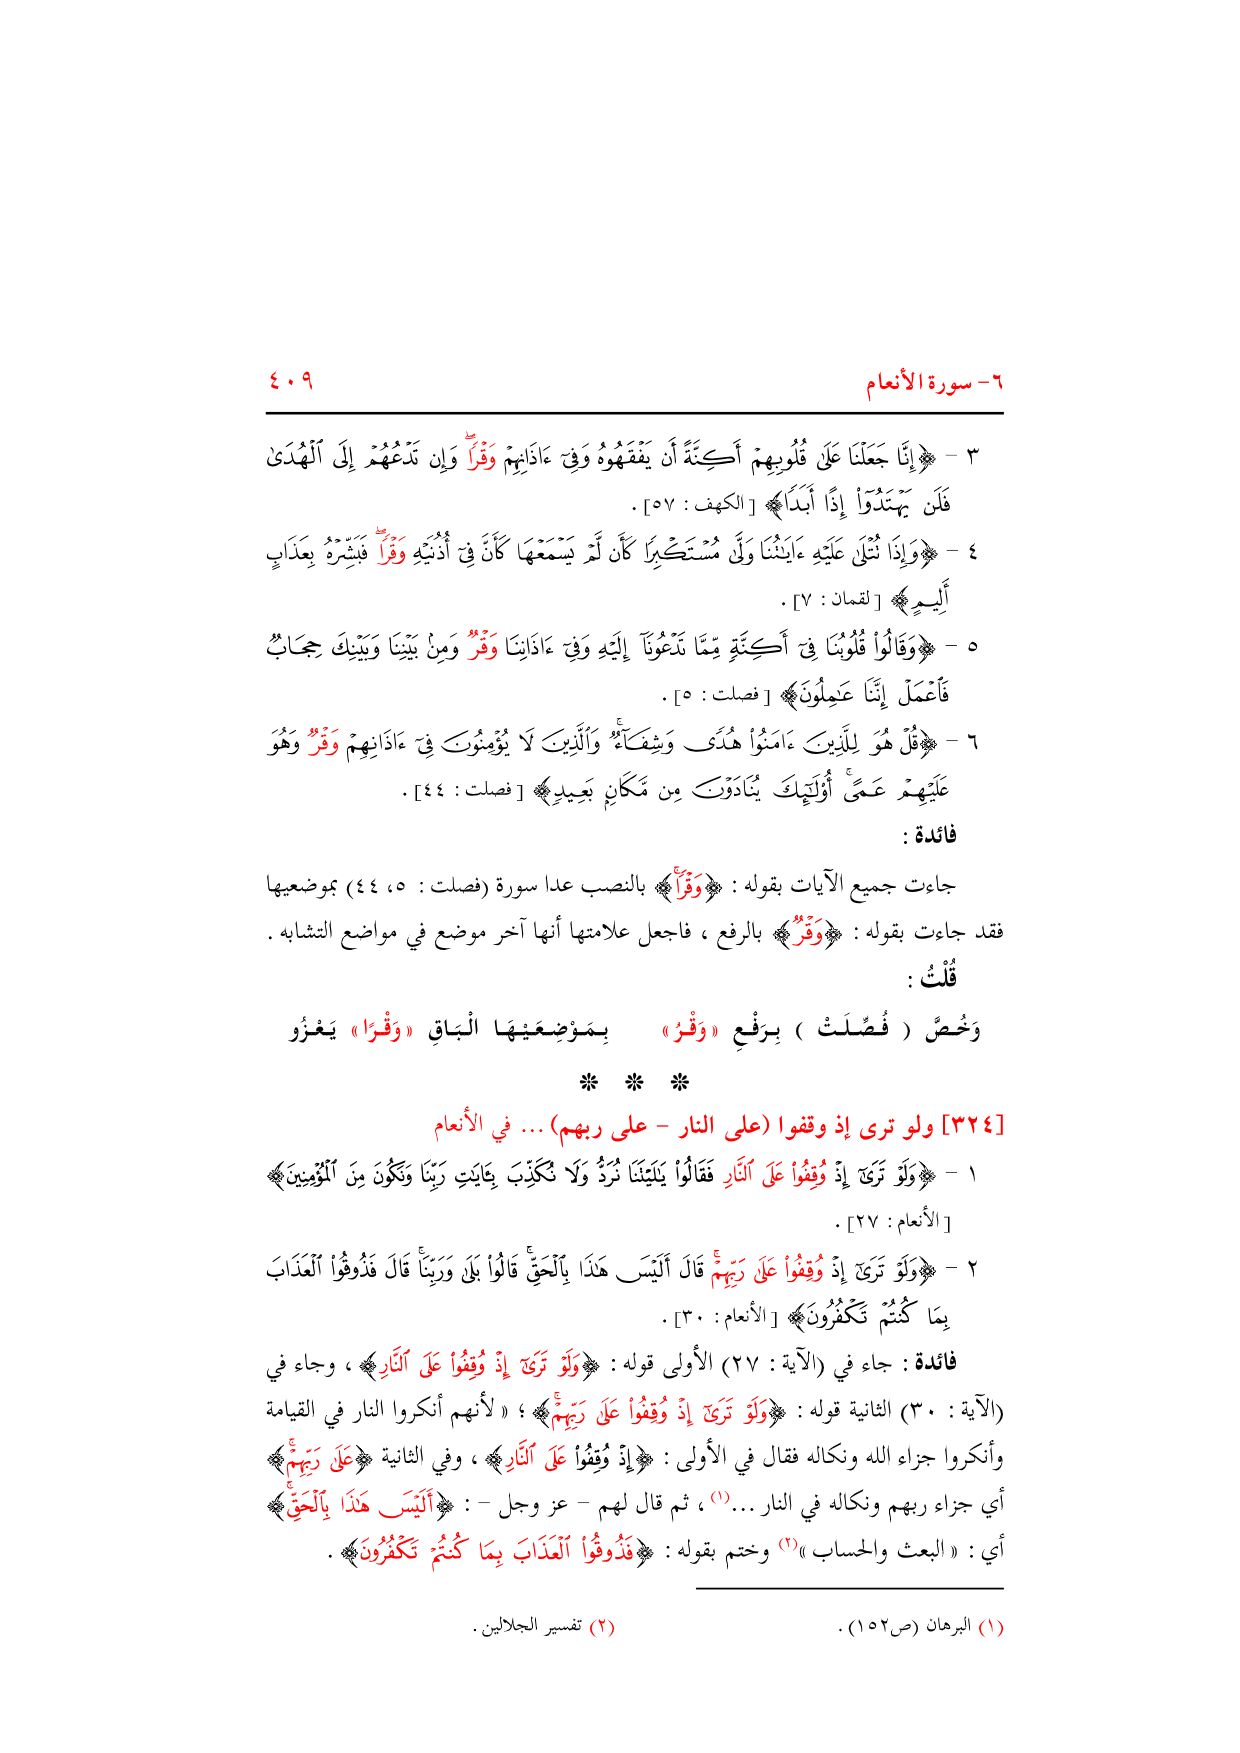 ٦- سورة الأنعام ٤٠٩
٣ - ﴿إِنَّا جَعَلْنَا عَلَىٰ قُلُوبِهِمْ أَكِنَّةً أَن يَفْقَهُوهُ وَفِىٓ ءَاذَانِهِمْ وَقْرًاۖ وَإِن تَدْعُهُمْ إِلَى ٱلْهُدَىٰ
فَلَن يَهْتَدُوٓا۟ إِذًا أَبَدًا﴾ [الكهف : ٥٧] .
٤ - ﴿وَإِذَا تُتْلَىٰ عَلَيْهِ ءَايَـٰتُنَا وَلَّىٰ مُسْتَكْبِرًا كَأَن لَّمْ يَسْمَعْهَا كَأَنَّ فِىٓ أُذُنَيْهِ وَقْرًاۖ فَبَشِّرْهُ بِعَذَابٍ
أَلِيمٍ﴾ [لقمان : ٧] .
٥ - ﴿وَقَالُوا۟ قُلُوبُنَا فِىٓ أَكِنَّةٍ مِّمَّا تَدْعُونَآ إِلَيْهِ وَفِىٓ ءَاذَانِنَا وَقْرٌ وَمِنۢ بَيْنِنَا وَبَيْنِكَ حِجَابٌ
فَٱعْمَلْ إِنَّنَا عَـٰمِلُونَ﴾ [فصلت : ٥] .
٦ - ﴿قُلْ هُوَ لِلَّذِينَ ءَامَنُوا۟ هُدًى وَشِفَآءٌۚ وَٱلَّذِينَ لَا يُؤْمِنُونَ فِىٓ ءَاذَانِهِمْ وَقْرٌ وَهُوَ
عَلَيْهِمْ عَمًىۚ أُو۟لَـٰٓئِكَ يُنَادَوْنَ مِن مَّكَانٍۭ بَعِيدٍ﴾ [فصلت : ٤٤] .
فائدة :
جاءت جميع الآيات بقوله : ﴿وَقْرًاۚ﴾ بالنصب عدا سورة (فصلت : ٥، ٤٤) بموضعيها
فقد جاءت بقوله : ﴿وَقْرٌ﴾ بالرفع ، فاجعل علامتها أنها آخر موضع في مواضع التشابه .
قُلْتُ :
وَخُصَّ ( فُصِّلَتْ ) بِرَفْعِ « وَقْرُ » بِمَوْضِعَيْهَا الْبَاقِ « وَقْرًا » يَعْزُو
* * *
[٣٢٤] ولو ترى إذ وقفوا (على النار - على ربهم) ... في الأنعام
١ - ﴿وَلَوْ تَرَىٰٓ إِذْ وُقِفُوا۟ عَلَى ٱلنَّارِ فَقَالُوا۟ يَـٰلَيْتَنَا نُرَدُّ وَلَا نُكَذِّبَ بِـَٔايَـٰتِ رَبِّنَا وَنَكُونَ مِنَ ٱلْمُؤْمِنِينَ﴾
[الأنعام : ٢٧] .
٢ - ﴿وَلَوْ تَرَىٰٓ إِذْ وُقِفُوا۟ عَلَىٰ رَبِّهِمْۚ قَالَ أَلَيْسَ هَـٰذَا بِٱلْحَقِّۚ قَالُوا۟ بَلَىٰ وَرَبِّنَاۚ قَالَ فَذُوقُوا۟ ٱلْعَذَابَ
بِمَا كُنتُمْ تَكْفُرُونَ﴾ [الأنعام : ٣٠] .
فائدة : جاء في (الآية : ٢٧) الأولى قوله : ﴿وَلَوْ تَرَىٰٓ إِذْ وُقِفُوا۟ عَلَى ٱلنَّارِ﴾ ، وجاء في
(الآية : ٣٠) الثانية قوله : ﴿وَلَوْ تَرَىٰٓ إِذْ وُقِفُوا۟ عَلَىٰ رَبِّهِمْۚ﴾ ؛ « لأنهم أنكروا النار في القيامة
وأنكروا جزاء الله ونكاله فقال في الأولى : ﴿إِذْ وُقِفُوا۟ عَلَى ٱلنَّارِ﴾ ، وفي الثانية ﴿عَلَىٰ رَبِّهِمْۚ﴾
أي جزاء ربهم ونكاله في النار ...(١) ، ثم قال لهم - عز وجل - : ﴿أَلَيْسَ هَـٰذَا بِٱلْحَقِّۚ﴾
أي : « البعث والحساب »(٢) وختم بقوله : ﴿فَذُوقُوا۟ ٱلْعَذَابَ بِمَا كُنتُمْ تَكْفُرُونَ﴾ .
(١) البرهان (ص١٥٢) . (٢) تفسير الجلالين .